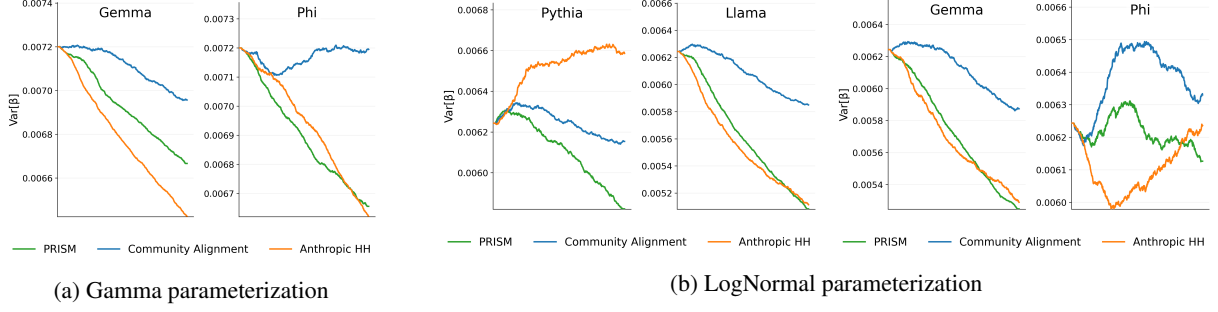 Gemma
Phi
Var[β]
0.0072
0.0070
0.0068
0.0066
0.0073
0.0072
0.0071
0.0070
0.0069
0.0068
0.0067
PRISM
Community Alignment
Anthropic HH
(a) Gamma parameterization
Pythia
Llama
Gemma
Phi
Var[β]
0.0068
0.0066
0.0064
0.0062
0.0060
0.0064
0.0062
0.0060
0.0058
0.0056
0.0054
0.0052
Var[β]
0.0064
0.0062
0.0060
0.0058
0.0056
0.0054
0.0066
0.0065
0.0064
0.0063
0.0062
0.0061
0.0060
PRISM
Community Alignment
Anthropic HH
PRISM
Community Alignment
Anthropic HH
(b) LogNormal parameterization